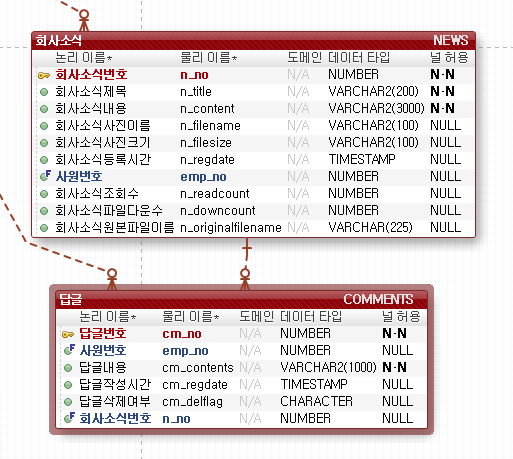 회사소식 NEWS
논리 이름* 물리 이름* 도메인 데이터 타입 널 허용
회사소식번호 n_no N/A NUMBER N-N
회사소식제목 n_title N/A VARCHAR2(200) N-N
회사소식내용 n_content N/A VARCHAR2(3000) N-N
회사소식사진이름 n_filename N/A VARCHAR2(100) NULL
회사소식사진크기 n_filesize N/A VARCHAR2(100) NULL
회사소식등록시간 n_regdate N/A TIMESTAMP NULL
F 사원번호 emp_no N/A NUMBER NULL
회사소식조회수 n_readcount N/A NUMBER NULL
회사소식파일다운수 n_downcount N/A NUMBER NULL
회사소식원본파일이름 n_originalfilename N/A VARCHAR(225) NULL
답글 COMMENTS
논리 이름* 물리 이름* 도메인 데이터 타입 널 허용
답글번호 cm_no N/A NUMBER N-N
F 사원번호 emp_no N/A NUMBER NULL
답글내용 cm_contents N/A VARCHAR2(1000) N-N
답글작성시간 cm_regdate N/A TIMESTAMP NULL
답글삭제여부 cm_delflag N/A CHARACTER NULL
F 회사소식번호 n_no N/A NUMBER NULL